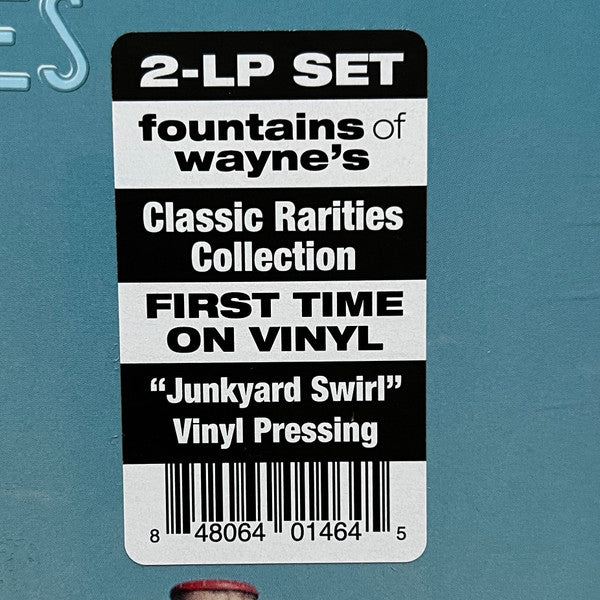 ES
2-LP SET
fountains of
wayne's
Classic Rarities
Collection
FIRST TIME
ON VINYL
“Junkyard Swirl”
Vinyl Pressing
8 48064 01464 5